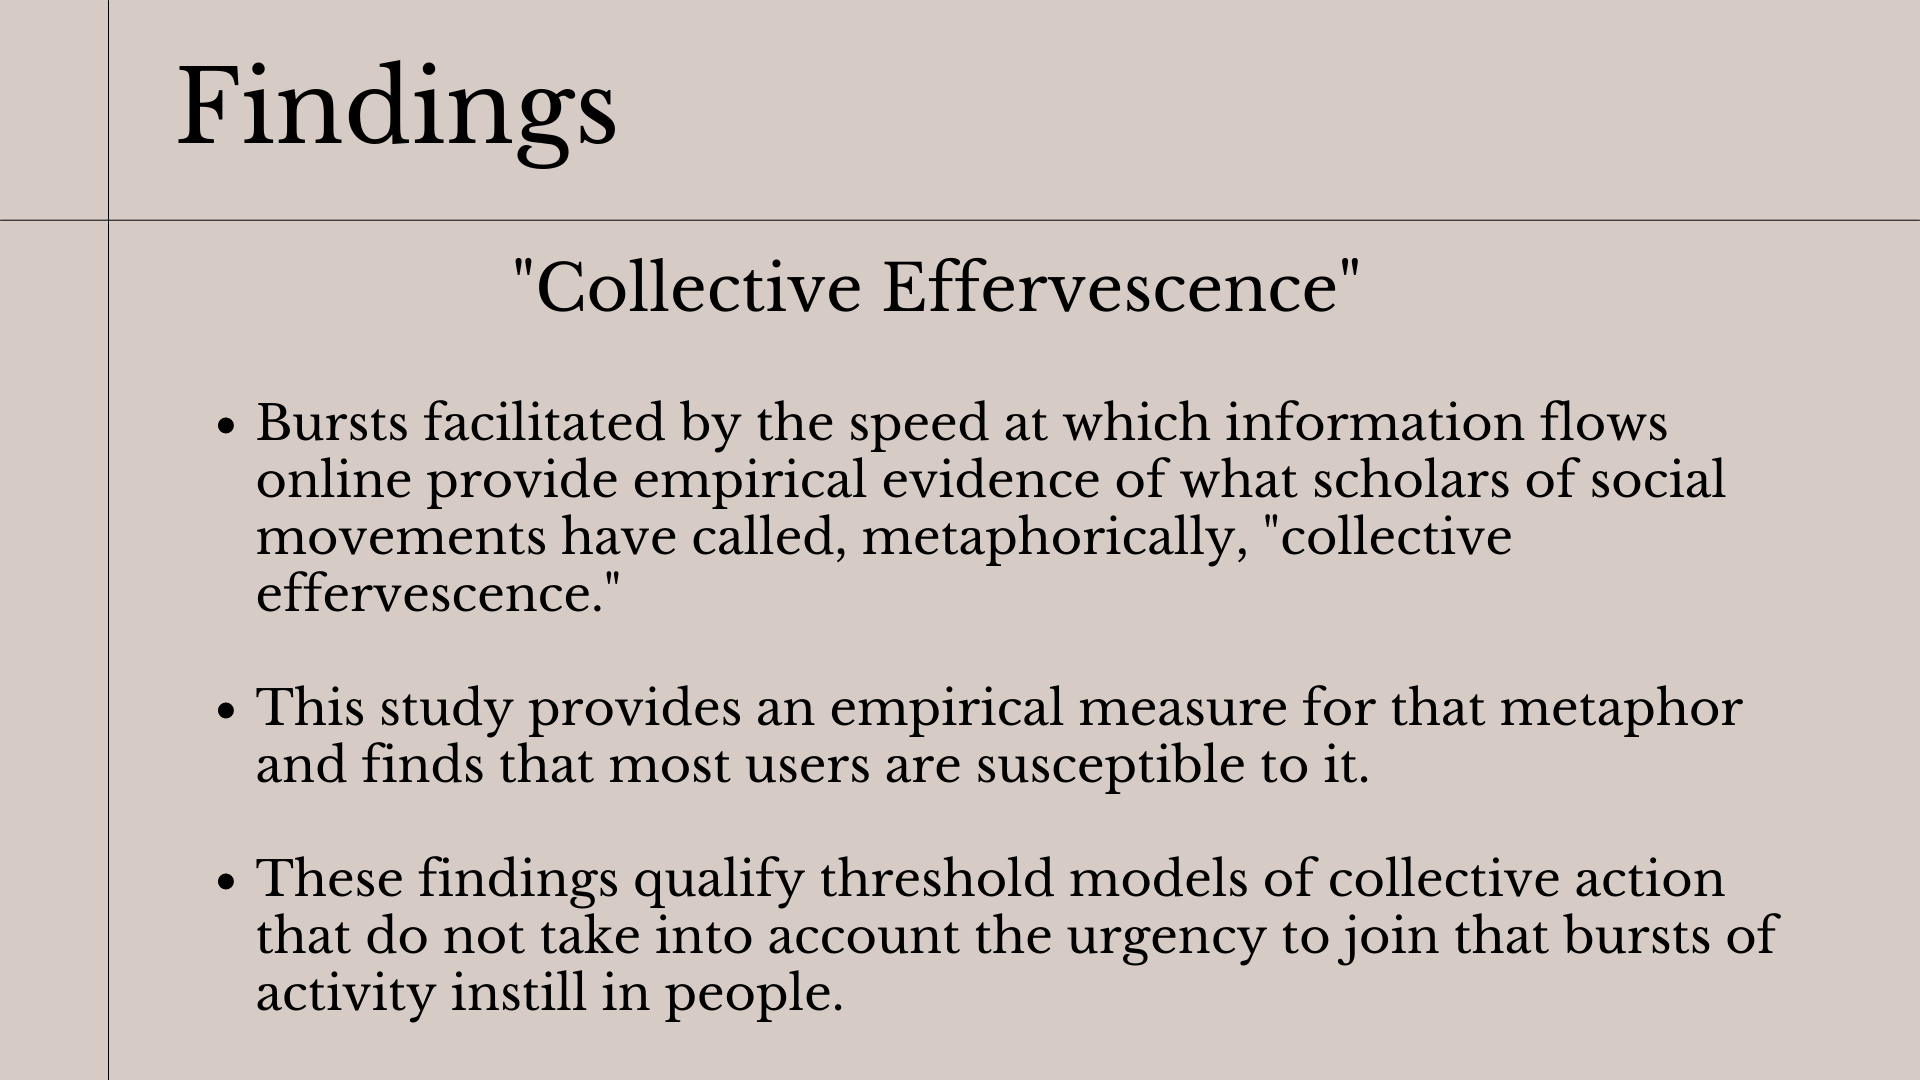 Findings
"Collective Effervescence"
• Bursts facilitated by the speed at which information flows
online provide empirical evidence of what scholars of social
movements have called, metaphorically, "collective
effervescence."
• This study provides an empirical measure for that metaphor
and finds that most users are susceptible to it.
• These findings qualify threshold models of collective action
that do not take into account the urgency to join that bursts of
activity instill in people.